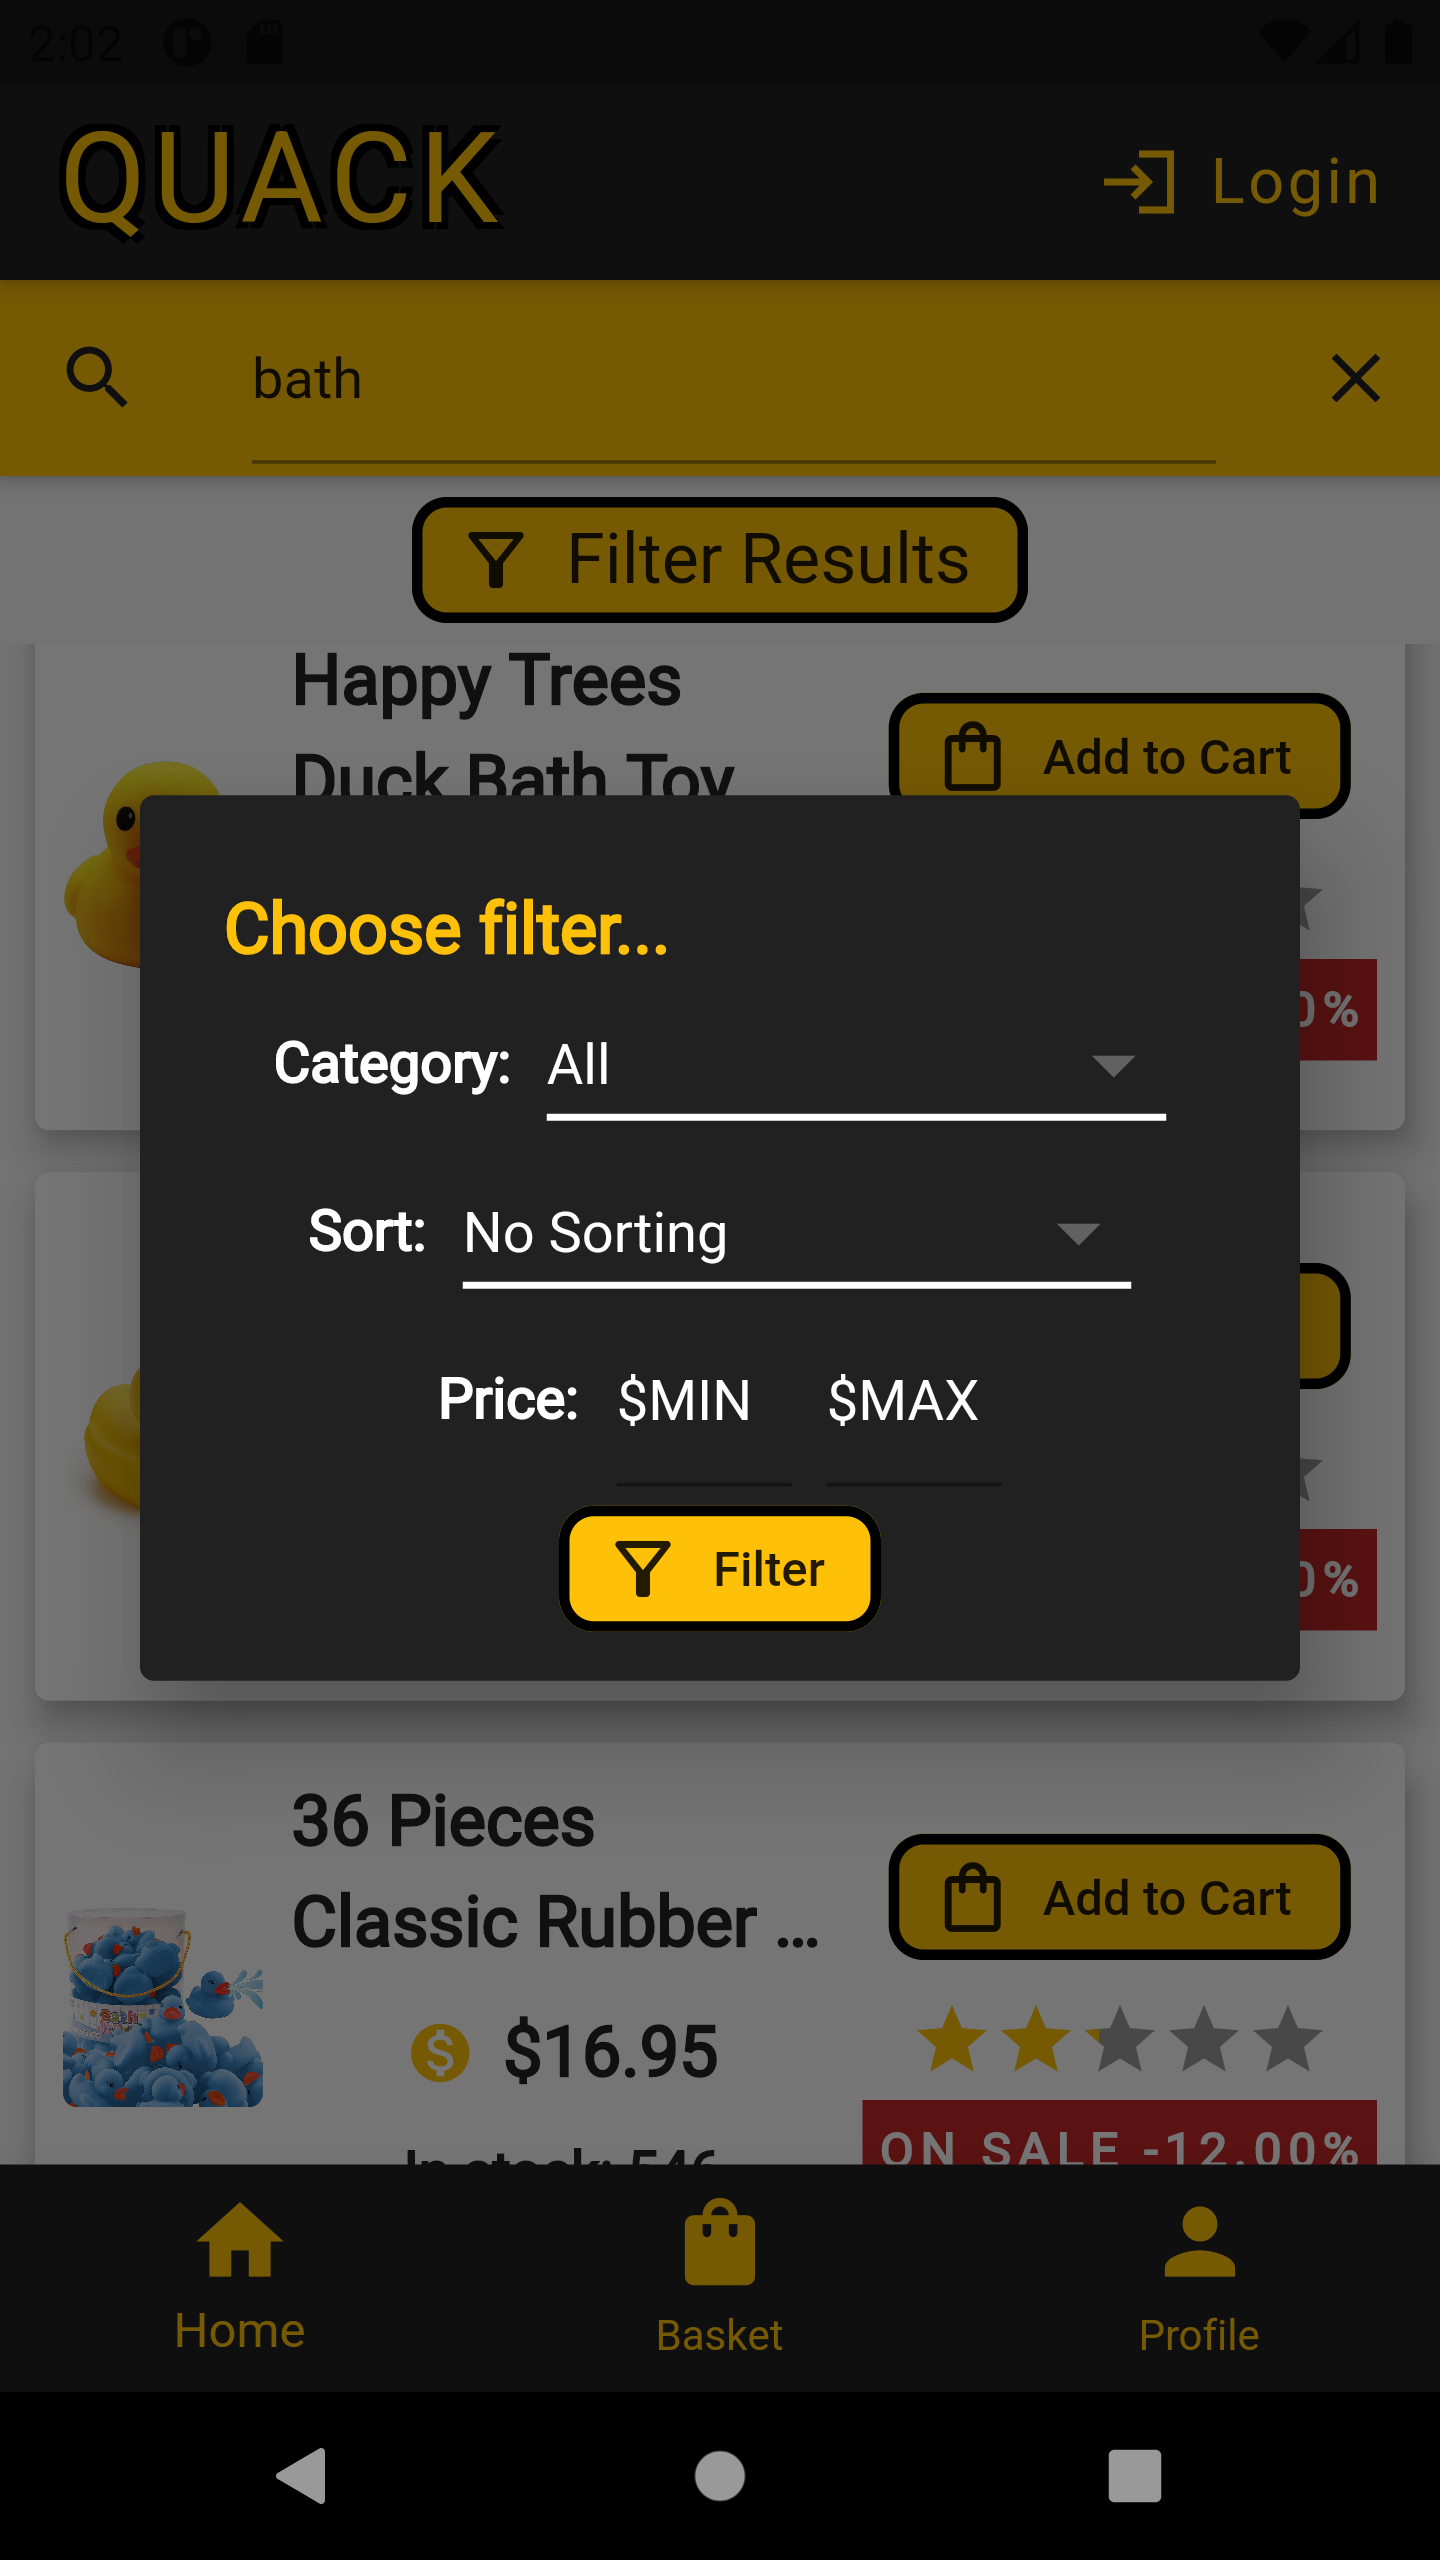 2:02
QUACK
Login
bath
Filter Results
Happy Trees
Duck Bath Toy
Add to Cart
Choose filter...
0%
Category: All
Sort: No Sorting
Price: $MIN $MAX
0%
Filter
36 Pieces
Classic Rubber ...
Add to Cart
$16.95
ON SALE -12.00%
In stock: 546
Home
Basket
Profile